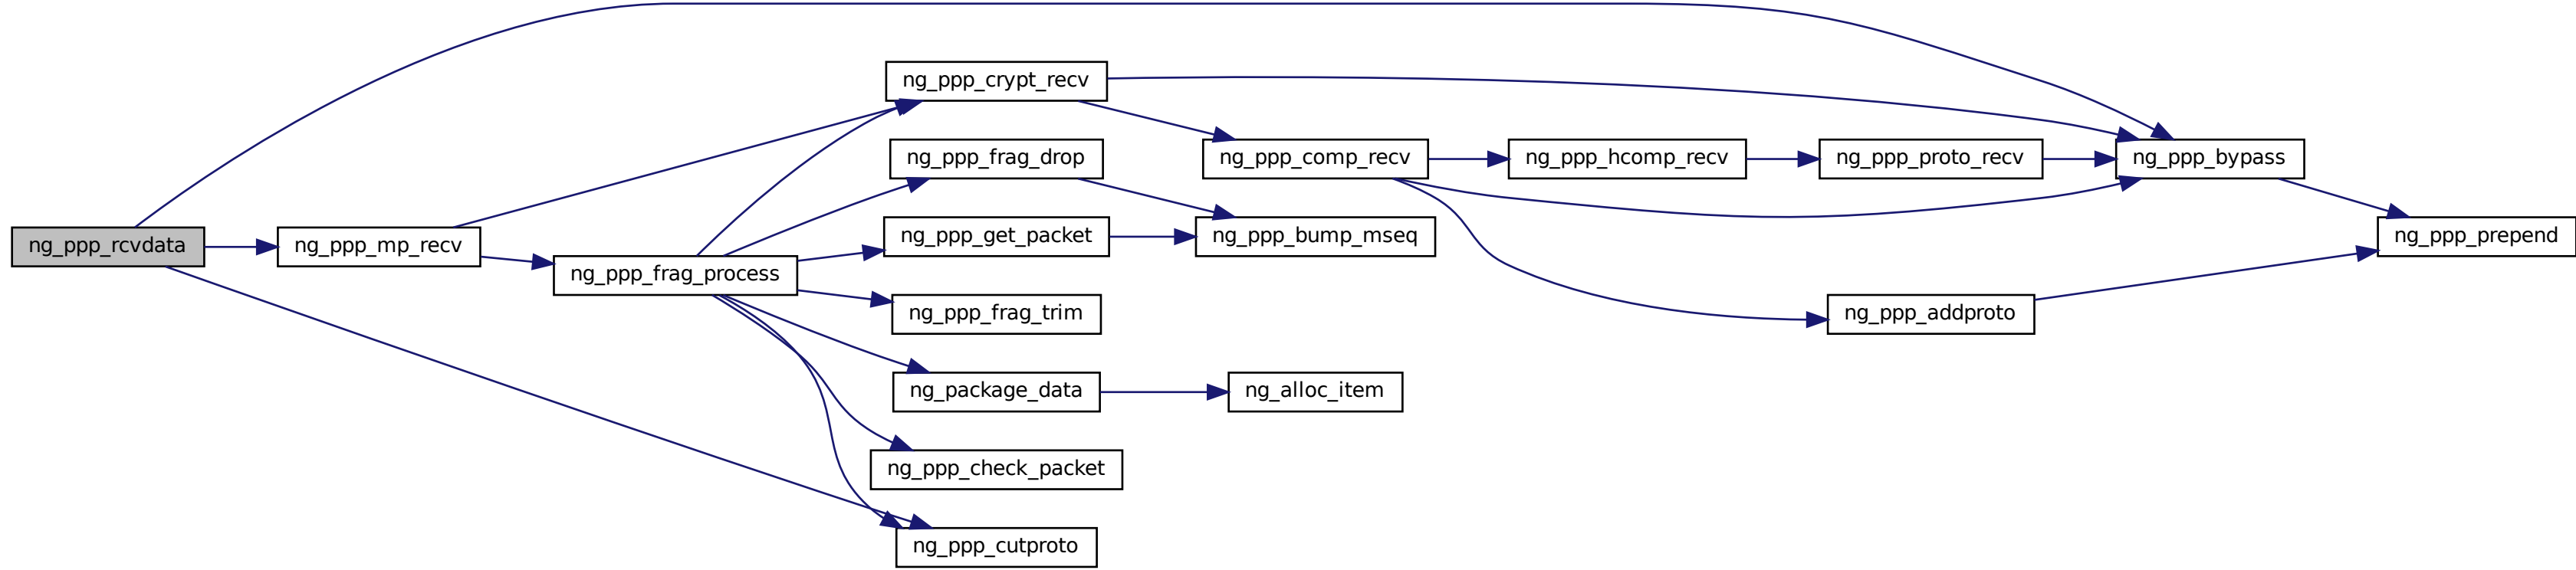 ng_ppp_rcvdata
ng_ppp_mp_recv
ng_ppp_frag_process
ng_ppp_crypt_recv
ng_ppp_frag_drop
ng_ppp_get_packet
ng_ppp_frag_trim
ng_package_data
ng_ppp_check_packet
ng_ppp_cutproto
ng_ppp_comp_recv
ng_ppp_bump_mseq
ng_alloc_item
ng_ppp_hcomp_recv
ng_ppp_proto_recv
ng_ppp_addproto
ng_ppp_bypass
ng_ppp_prepend